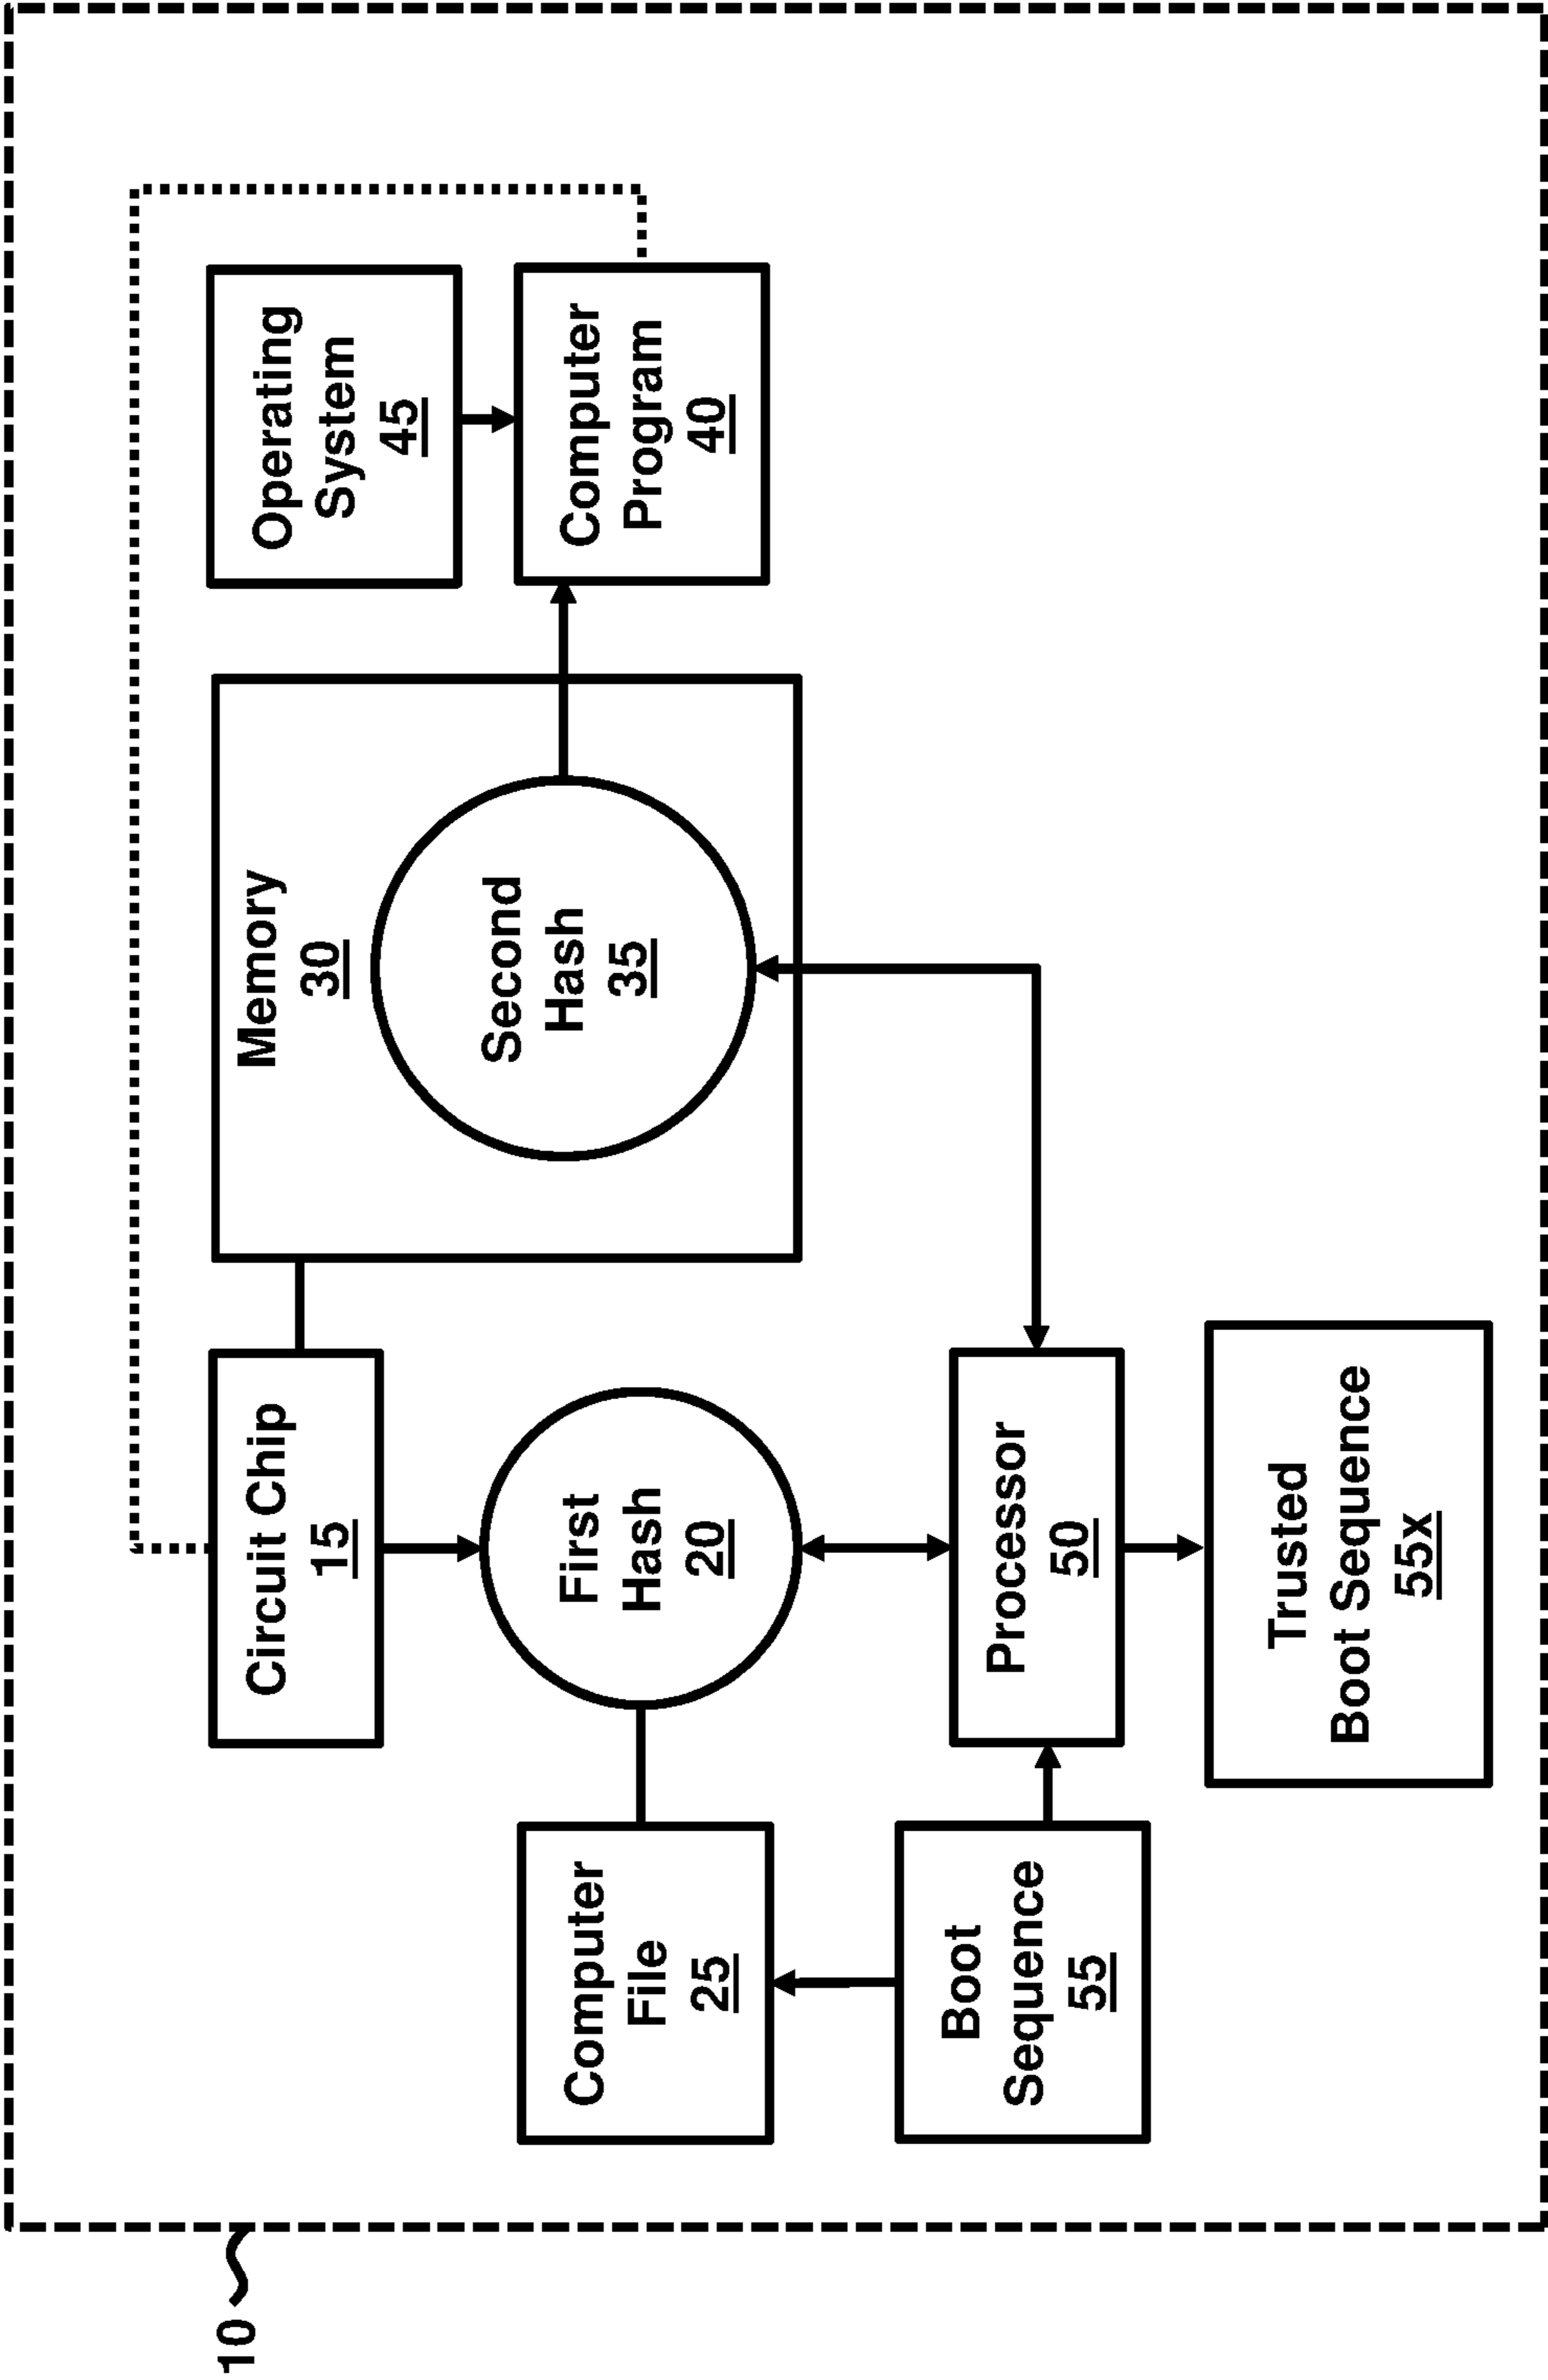 10
Circuit Chip
15
Memory
30
Operating
System
45
Computer
File
25
First
Hash
20
Second
Hash
35
Computer
Program
40
Boot
Sequence
55
Processor
50
Trusted
Boot Sequence
55x